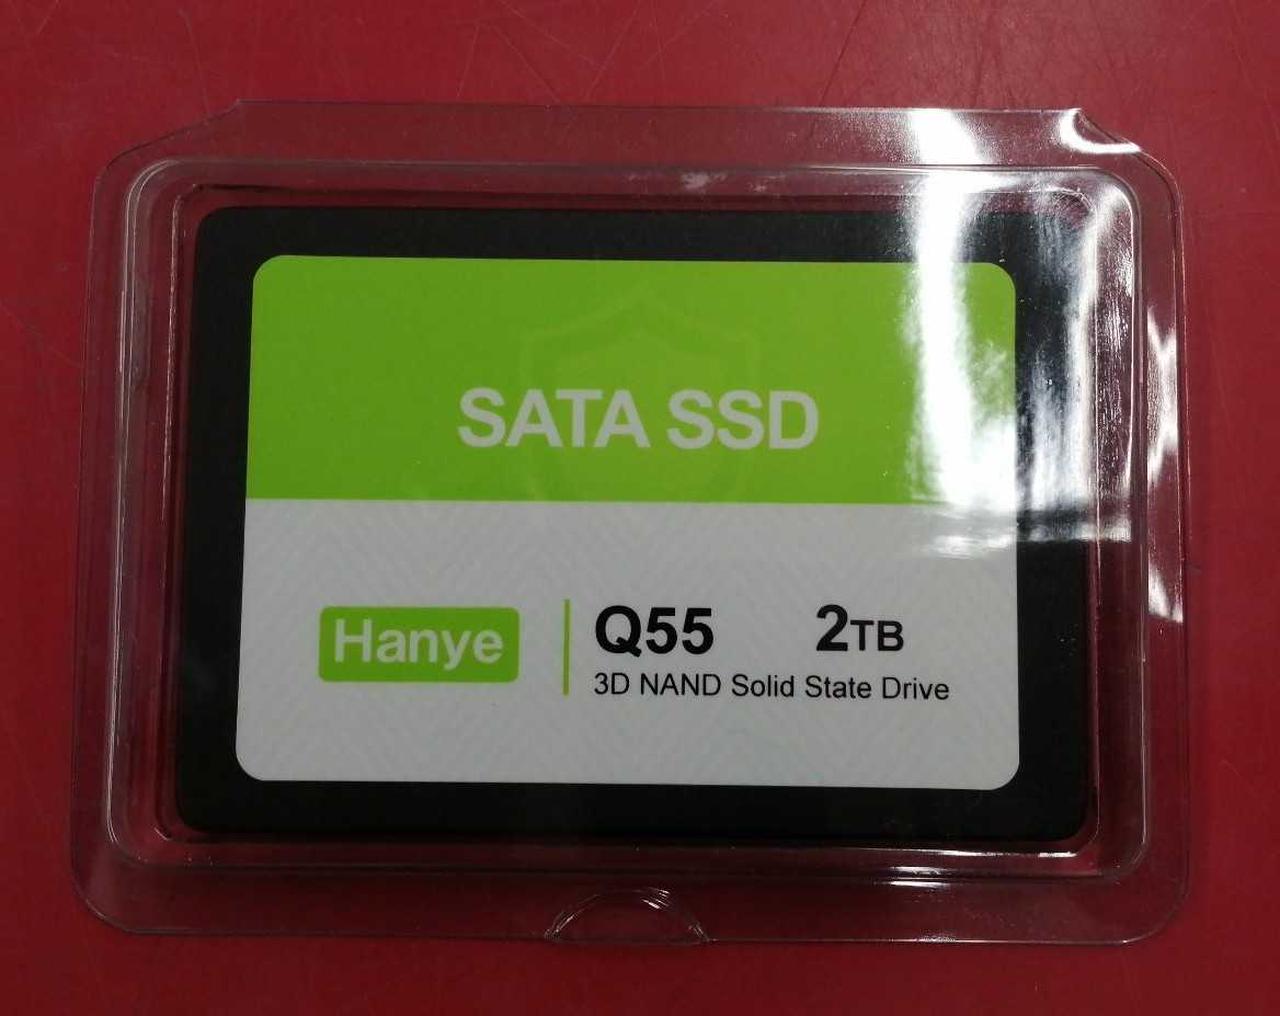 SATA SSD
Hanye
Q55 2TB
3D NAND Solid State Drive